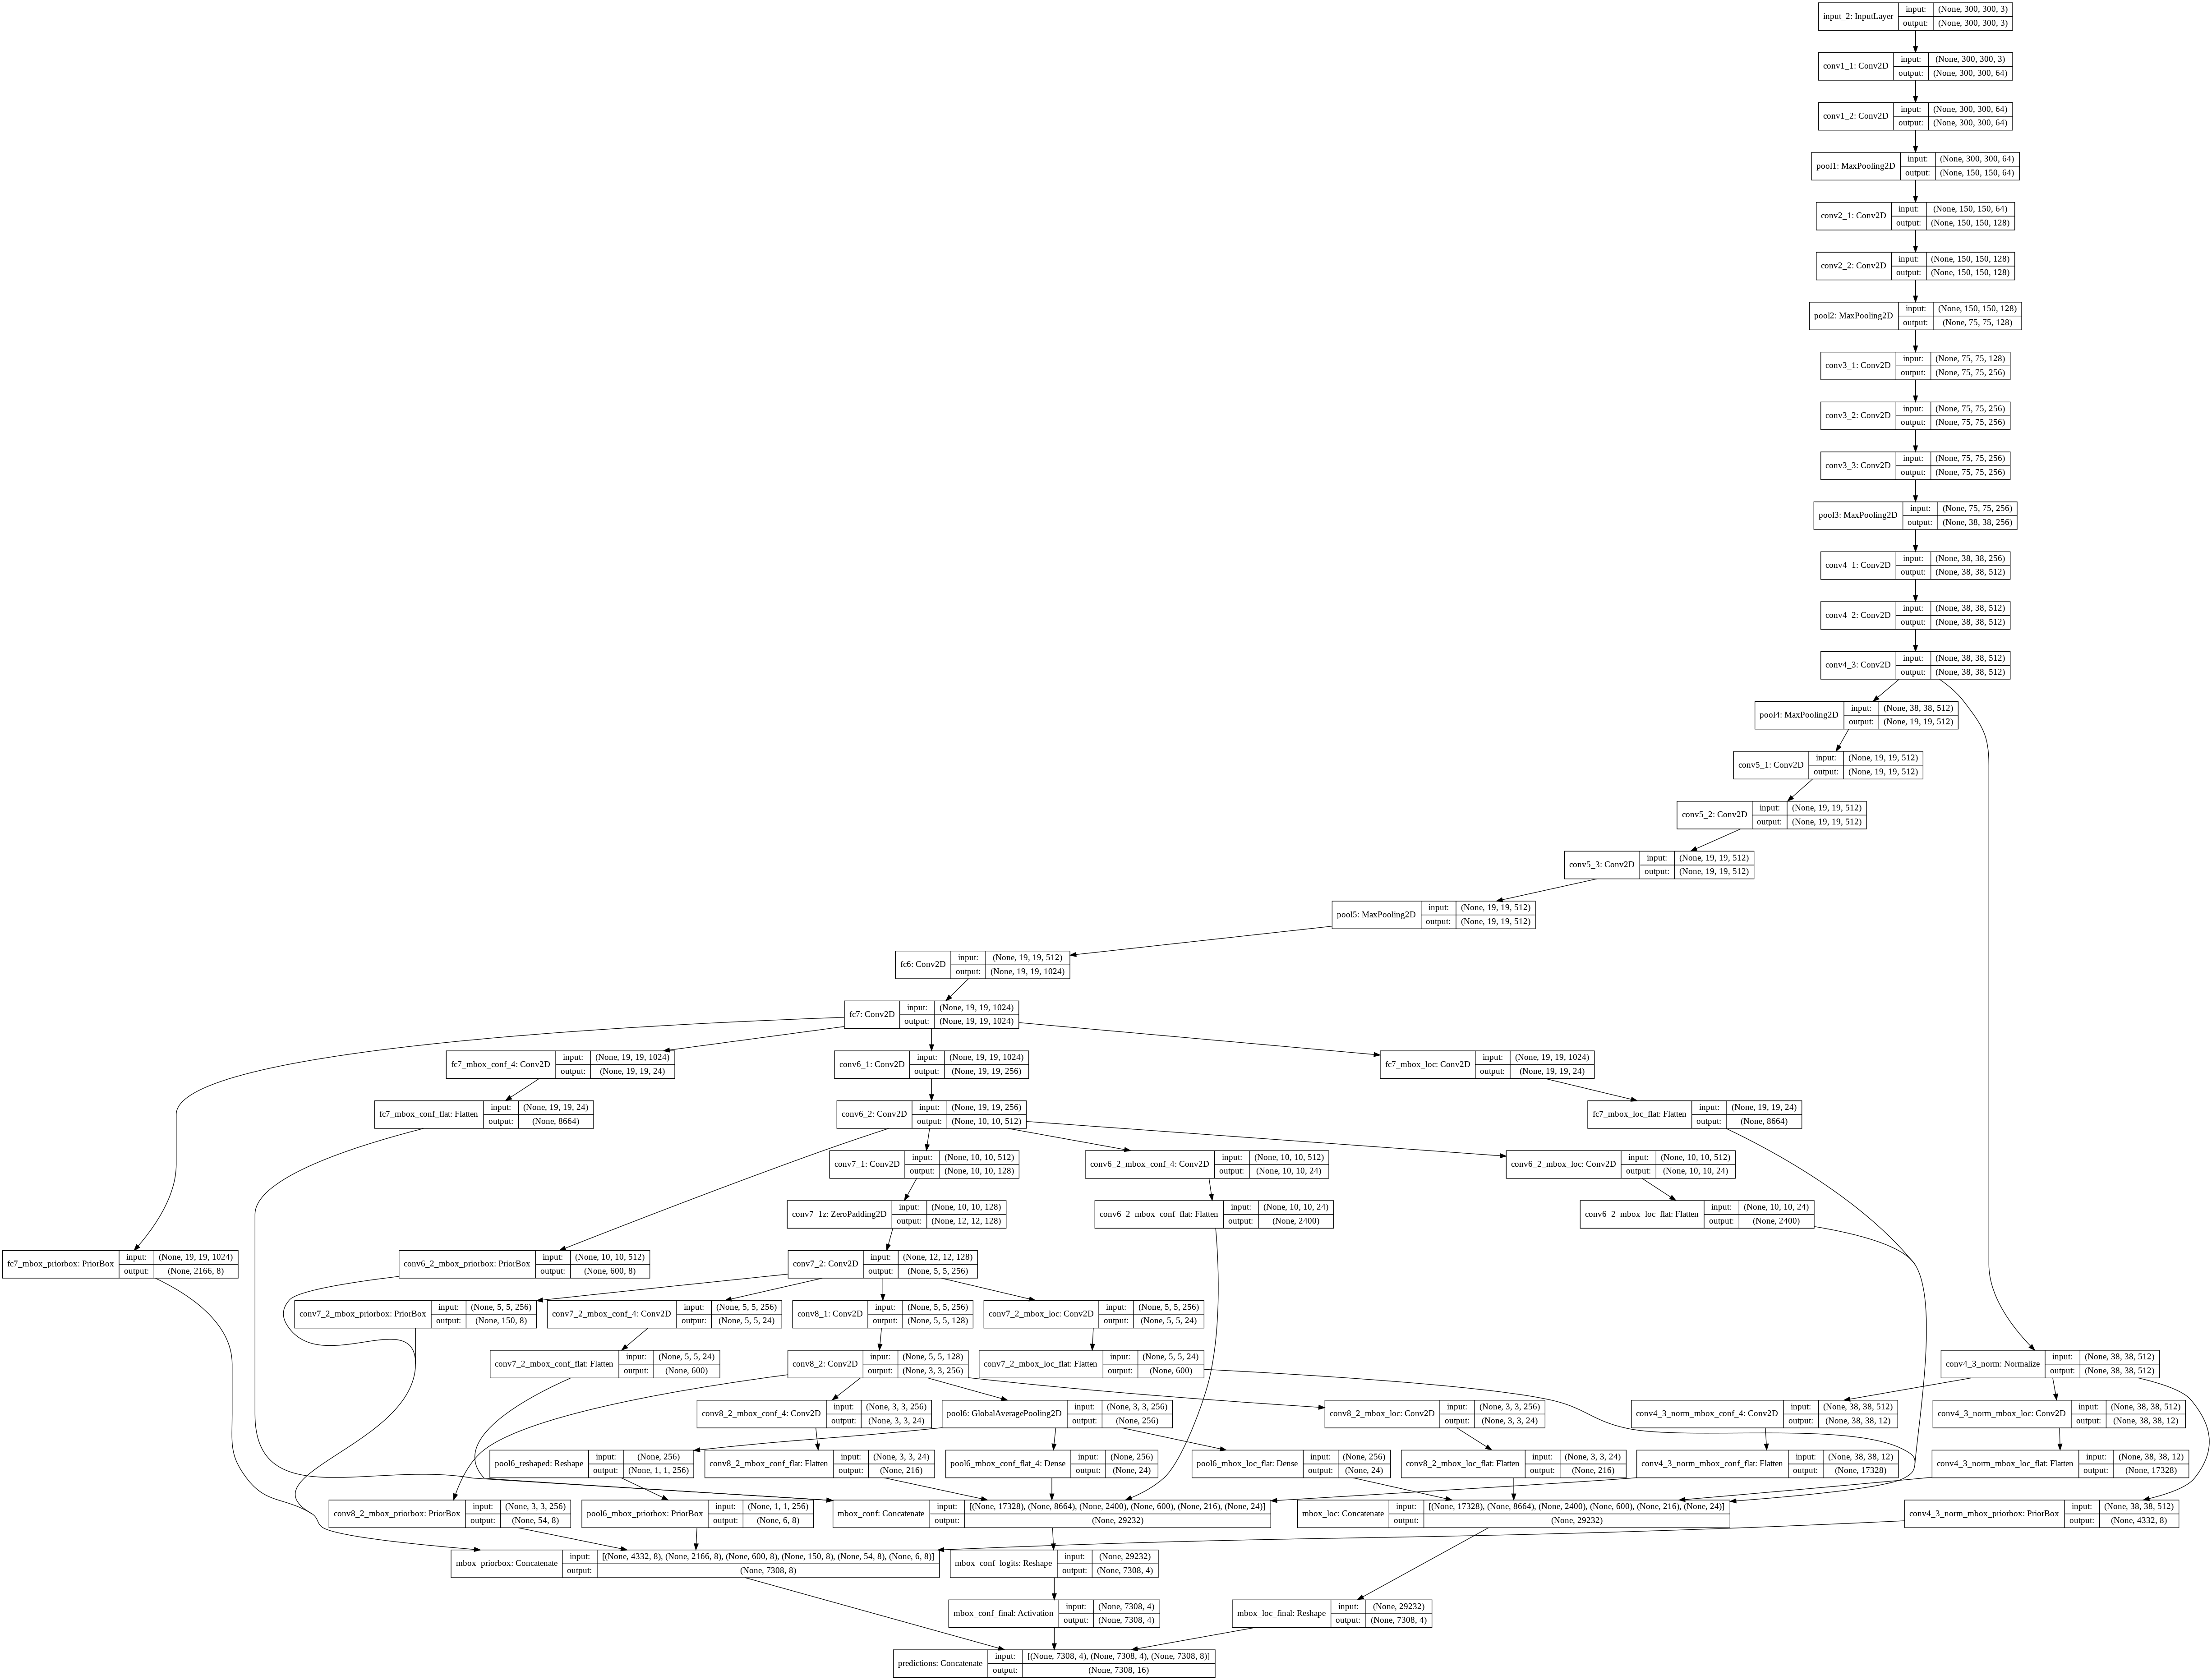 input_2: InputLayer input: (None, 300, 300, 3)
output: (None, 300, 300, 3)
conv1_1: Conv2D input: (None, 300, 300, 3)
output: (None, 300, 300, 64)
conv1_2: Conv2D input: (None, 300, 300, 64)
output: (None, 300, 300, 64)
pool1: MaxPooling2D input: (None, 300, 300, 64)
output: (None, 150, 150, 64)
conv2_1: Conv2D input: (None, 150, 150, 64)
output: (None, 150, 150, 128)
conv2_2: Conv2D input: (None, 150, 150, 128)
output: (None, 150, 150, 128)
pool2: MaxPooling2D input: (None, 150, 150, 128)
output: (None, 75, 75, 128)
conv3_1: Conv2D input: (None, 75, 75, 128)
output: (None, 75, 75, 256)
conv3_2: Conv2D input: (None, 75, 75, 256)
output: (None, 75, 75, 256)
conv3_3: Conv2D input: (None, 75, 75, 256)
output: (None, 75, 75, 256)
pool3: MaxPooling2D input: (None, 75, 75, 256)
output: (None, 38, 38, 256)
conv4_1: Conv2D input: (None, 38, 38, 256)
output: (None, 38, 38, 512)
conv4_2: Conv2D input: (None, 38, 38, 512)
output: (None, 38, 38, 512)
conv4_3: Conv2D input: (None, 38, 38, 512)
output: (None, 38, 38, 512)
pool4: MaxPooling2D input: (None, 38, 38, 512)
output: (None, 19, 19, 512)
conv5_1: Conv2D input: (None, 19, 19, 512)
output: (None, 19, 19, 512)
conv5_2: Conv2D input: (None, 19, 19, 512)
output: (None, 19, 19, 512)
conv5_3: Conv2D input: (None, 19, 19, 512)
output: (None, 19, 19, 512)
pool5: MaxPooling2D input: (None, 19, 19, 512)
output: (None, 19, 19, 512)
fc6: Conv2D input: (None, 19, 19, 512)
output: (None, 19, 19, 1024)
fc7: Conv2D input: (None, 19, 19, 1024)
output: (None, 19, 19, 1024)
fc7_mbox_conf_4: Conv2D input: (None, 19, 19, 1024)
output: (None, 19, 19, 24)
conv6_1: Conv2D input: (None, 19, 19, 1024)
output: (None, 19, 19, 256)
fc7_mbox_loc: Conv2D input: (None, 19, 19, 1024)
output: (None, 19, 19, 24)
fc7_mbox_conf_flat: Flatten input: (None, 19, 19, 24)
output: (None, 8664)
conv6_2: Conv2D input: (None, 19, 19, 256)
output: (None, 10, 10, 512)
fc7_mbox_loc_flat: Flatten input: (None, 19, 19, 24)
output: (None, 8664)
conv7_1: Conv2D input: (None, 10, 10, 512)
output: (None, 10, 10, 128)
conv6_2_mbox_conf_4: Conv2D input: (None, 10, 10, 512)
output: (None, 10, 10, 24)
conv6_2_mbox_loc: Conv2D input: (None, 10, 10, 512)
output: (None, 10, 10, 24)
conv7_1z: ZeroPadding2D input: (None, 10, 10, 128)
output: (None, 12, 12, 128)
conv6_2_mbox_conf_flat: Flatten input: (None, 10, 10, 24)
output: (None, 2400)
conv6_2_mbox_loc_flat: Flatten input: (None, 10, 10, 24)
output: (None, 2400)
fc7_mbox_priorbox: PriorBox input: (None, 19, 19, 1024)
output: (None, 2166, 8)
conv6_2_mbox_priorbox: PriorBox input: (None, 10, 10, 512)
output: (None, 600, 8)
conv7_2: Conv2D input: (None, 12, 12, 128)
output: (None, 5, 5, 256)
conv7_2_mbox_priorbox: PriorBox input: (None, 5, 5, 256)
output: (None, 150, 8)
conv7_2_mbox_conf_4: Conv2D input: (None, 5, 5, 256)
output: (None, 5, 5, 24)
conv8_1: Conv2D input: (None, 5, 5, 256)
output: (None, 5, 5, 128)
conv7_2_mbox_loc: Conv2D input: (None, 5, 5, 256)
output: (None, 5, 5, 24)
conv7_2_mbox_conf_flat: Flatten input: (None, 5, 5, 24)
output: (None, 600)
conv8_2: Conv2D input: (None, 5, 5, 128)
output: (None, 3, 3, 256)
conv7_2_mbox_loc_flat: Flatten input: (None, 5, 5, 24)
output: (None, 600)
conv4_3_norm: Normalize input: (None, 38, 38, 512)
output: (None, 38, 38, 512)
conv8_2_mbox_conf_4: Conv2D input: (None, 3, 3, 256)
output: (None, 3, 3, 24)
pool6: GlobalAveragePooling2D input: (None, 3, 3, 256)
output: (None, 256)
conv8_2_mbox_loc: Conv2D input: (None, 3, 3, 256)
output: (None, 3, 3, 24)
conv4_3_norm_mbox_conf_4: Conv2D input: (None, 38, 38, 512)
output: (None, 38, 38, 12)
conv4_3_norm_mbox_loc: Conv2D input: (None, 38, 38, 512)
output: (None, 38, 38, 12)
pool6_reshaped: Reshape input: (None, 256)
output: (None, 1, 1, 256)
conv8_2_mbox_conf_flat: Flatten input: (None, 3, 3, 24)
output: (None, 216)
pool6_mbox_conf_flat_4: Dense input: (None, 256)
output: (None, 24)
pool6_mbox_loc_flat: Dense input: (None, 256)
output: (None, 24)
conv8_2_mbox_loc_flat: Flatten input: (None, 3, 3, 24)
output: (None, 216)
conv4_3_norm_mbox_conf_flat: Flatten input: (None, 38, 38, 12)
output: (None, 17328)
conv4_3_norm_mbox_loc_flat: Flatten input: (None, 38, 38, 12)
output: (None, 17328)
conv8_2_mbox_priorbox: PriorBox input: (None, 3, 3, 256)
output: (None, 54, 8)
pool6_mbox_priorbox: PriorBox input: (None, 1, 1, 256)
output: (None, 6, 8)
mbox_conf: Concatenate input: [(None, 17328), (None, 8664), (None, 2400), (None, 600), (None, 216), (None, 24)]
output: (None, 29232)
mbox_loc: Concatenate input: [(None, 17328), (None, 8664), (None, 2400), (None, 600), (None, 216), (None, 24)]
output: (None, 29232)
conv4_3_norm_mbox_priorbox: PriorBox input: (None, 38, 38, 512)
output: (None, 4332, 8)
mbox_priorbox: Concatenate input: [(None, 4332, 8), (None, 2166, 8), (None, 600, 8), (None, 150, 8), (None, 54, 8), (None, 6, 8)]
output: (None, 7308, 8)
mbox_conf_logits: Reshape input: (None, 29232)
output: (None, 7308, 4)
mbox_conf_final: Activation input: (None, 7308, 4)
output: (None, 7308, 4)
mbox_loc_final: Reshape input: (None, 29232)
output: (None, 7308, 4)
predictions: Concatenate input: [(None, 7308, 4), (None, 7308, 4), (None, 7308, 8)]
output: (None, 7308, 16)